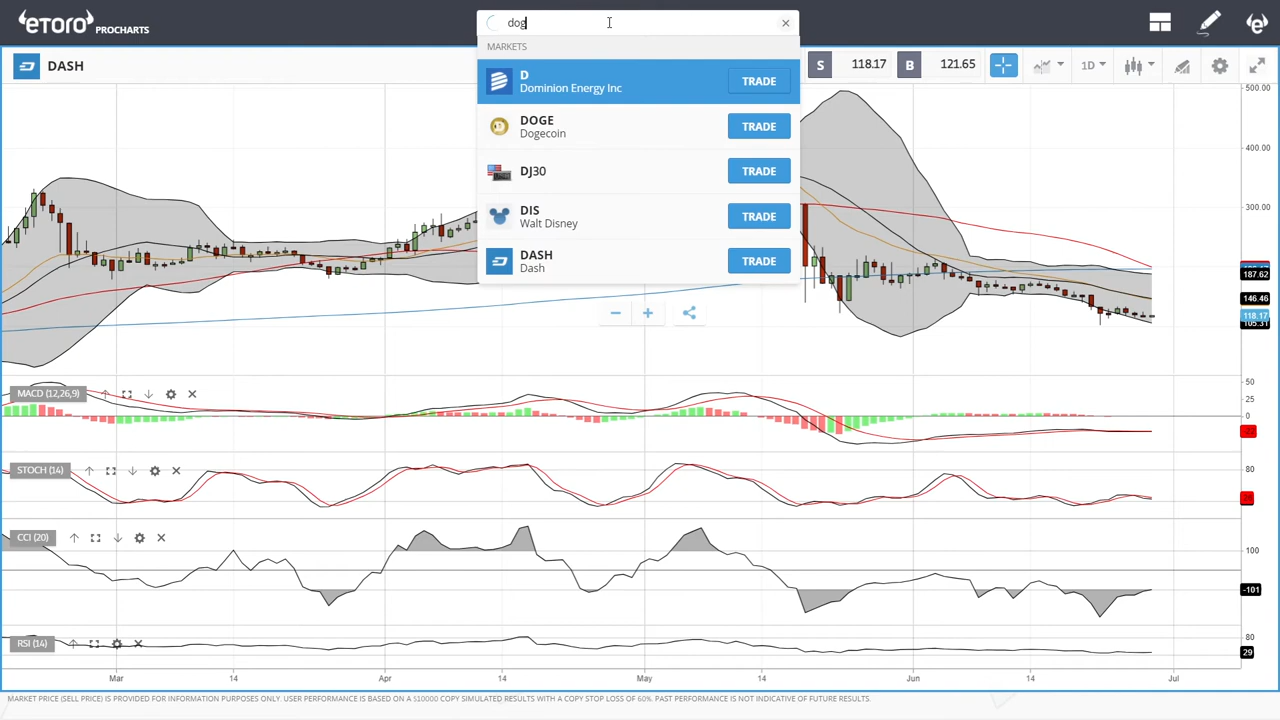 etoro PROCHARTS
dog
MARKETS
D
Dominion Energy Inc
TRADE
DOGE
Dogecoin
TRADE
DJ30
TRADE
DIS
Walt Disney
TRADE
DASH
Dash
TRADE
DASH
S 118.17 B 121.65 1D
500.00
400.00
300.00
187.62
146.46
118.17
105.31
MACD (12,26,9)
50
25
0
STOCH (14)
80
CCI (20)
100
-101
RSI (14)
80
29
Mar 14 Apr 14 May 14 Jun 14 Jul
MARKET PRICE (SELL PRICE) IS PROVIDED FOR INFORMATION PURPOSES ONLY. USER PERFORMANCE IS BASED ON A $10000 COPY SIMULATED RESULTS WITH A COPY STOP LOSS OF 60%. PAST PERFORMANCE IS NOT INDICATIVE OF FUTURE RESULTS.